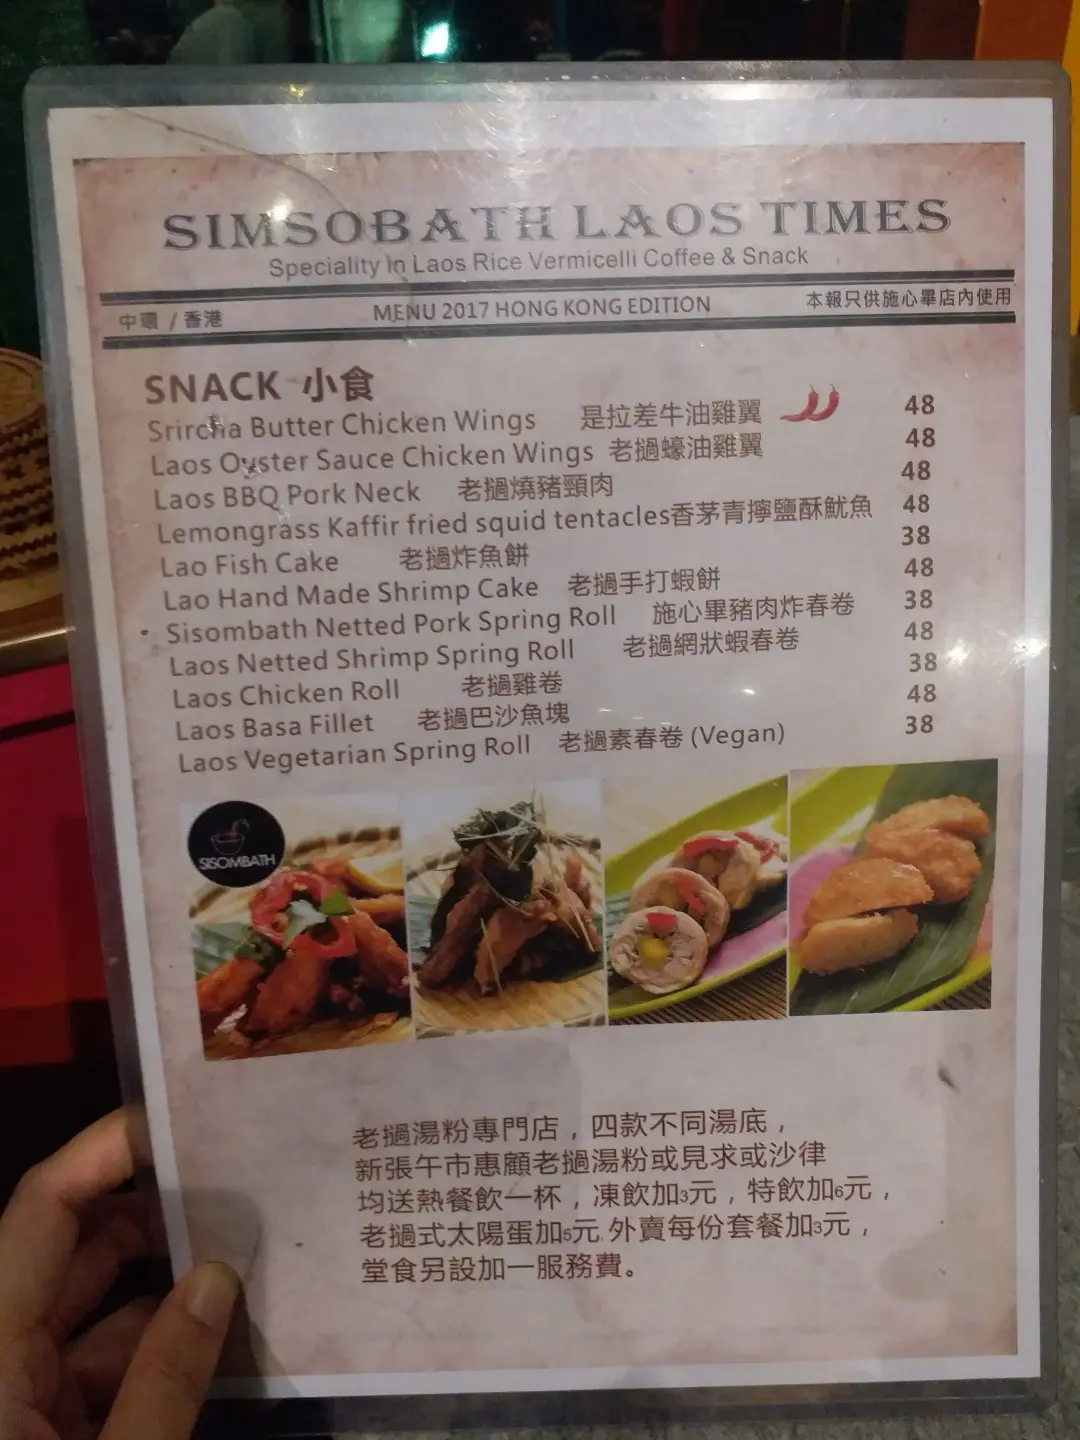 SIMSOBATH LAOS TIMES
Speciality In Laos Rice Vermicelli Coffee & Snack
中環 / 香港 MENU 2017 HONG KONG EDITION 本報只供施心畢店內使用
SNACK 小食
Srircha Butter Chicken Wings 是拉差牛油雞翼 48
Laos Oyster Sauce Chicken Wings 老撾蠔油雞翼 48
Laos BBQ Pork Neck 老撾燒豬頸肉 48
Lemongrass Kaffir fried squid tentacles香茅青擰鹽酥魷魚 48
Lao Fish Cake 老撾炸魚餅 38
Lao Hand Made Shrimp Cake 老撾手打蝦餅 48
Sisombath Netted Pork Spring Roll 施心畢豬肉炸春卷 38
Laos Netted Shrimp Spring Roll 老撾網狀蝦春卷 48
Laos Chicken Roll 老撾雞卷 38
Laos Basa Fillet 老撾巴沙魚塊 48
Laos Vegetarian Spring Roll 老撾素春卷 (Vegan) 38
SISOMBATH
老撾湯粉專門店，四款不同湯底，
新張午市惠顧老撾湯粉或見求或沙律
均送熱餐飲一杯，凍飲加3元，特飲加6元，
老撾式太陽蛋加5元, 外賣每份套餐加3元，
堂食另設加一服務費。